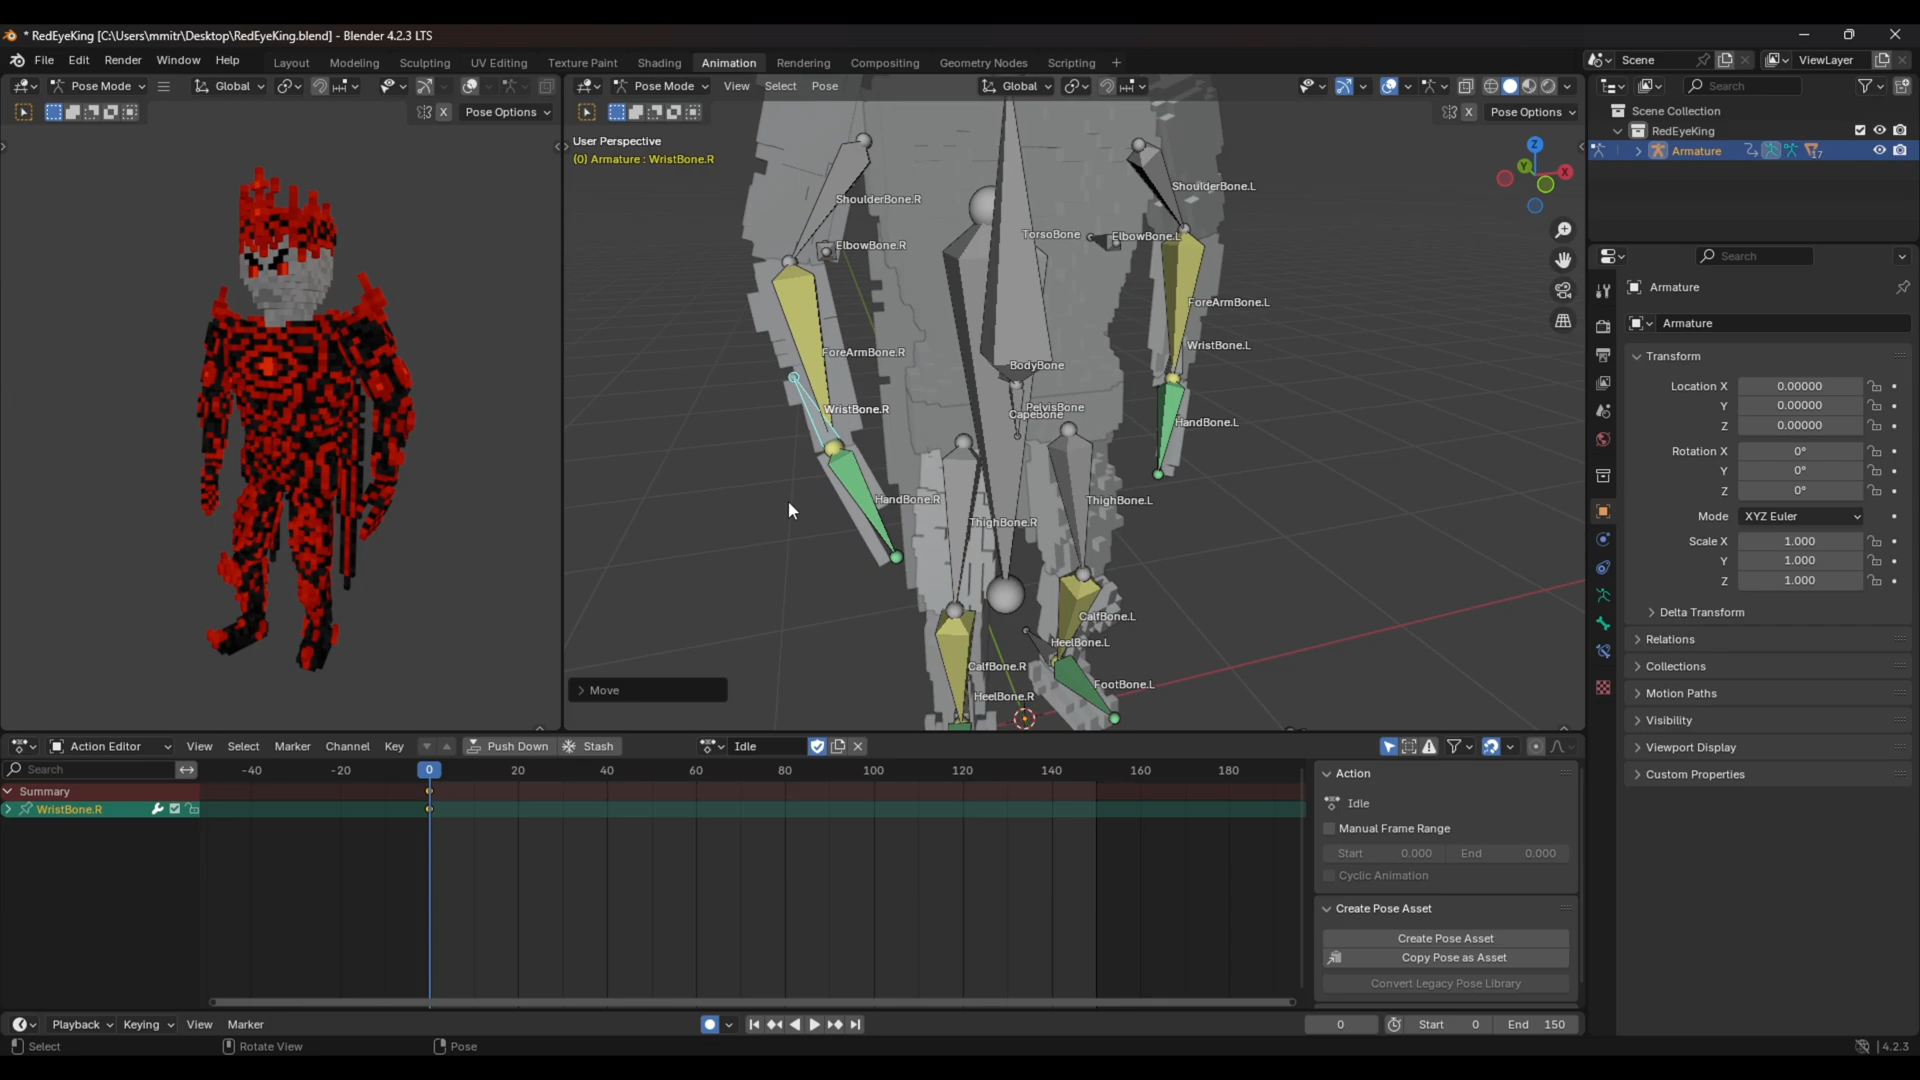 * RedEyeKing [C:\Users\mmitr\Desktop\RedEyeKing.blend] - Blender 4.2.3 LTS
File Edit Render Window Help Layout Modeling Sculpting UV Editing Texture Paint Shading Animation Rendering Compositing Geometry Nodes Scripting + Scene ViewLayer
Pose Mode Global Pose Mode View Select Pose Global Search
X Pose Options X Pose Options Scene Collection
RedEyeKing
Armature 17
User Perspective
(0) Armature : WristBone.R
Z
Y
X
ShoulderBone.R
ShoulderBone.L
TorsoBone
ElbowBone.L
ElbowBone.R
ForeArmBone.L
WristBone.L
ForeArmBone.R
BodyBone
WristBone.R
PelvisBone
CapeBone
HandBone.L
HandBone.R
ThighBone.L
ThighBone.R
CalfBone.L
HeelBone.L
CalfBone.R
FootBone.L
HeelBone.R
Move
Search
Armature
Armature
Transform
Location X 0.00000
Y 0.00000
Z 0.00000
Rotation X 0°
Y 0°
Z 0°
Mode XYZ Euler
Scale X 1.000
Y 1.000
Z 1.000
Delta Transform
Relations
Collections
Motion Paths
Visibility
Viewport Display
Custom Properties
Action Editor View Select Marker Channel Key Push Down Stash Idle
Search -40 -20 0 20 40 60 80 100 120 140 160 180
Summary
WristBone.R
Action
Idle
Manual Frame Range
Start 0.000 End 0.000
Cyclic Animation
Create Pose Asset
Create Pose Asset
Copy Pose as Asset
Convert Legacy Pose Library
Playback Keying View Marker 0 Start 0 End 150
Select Rotate View Pose 4.2.3